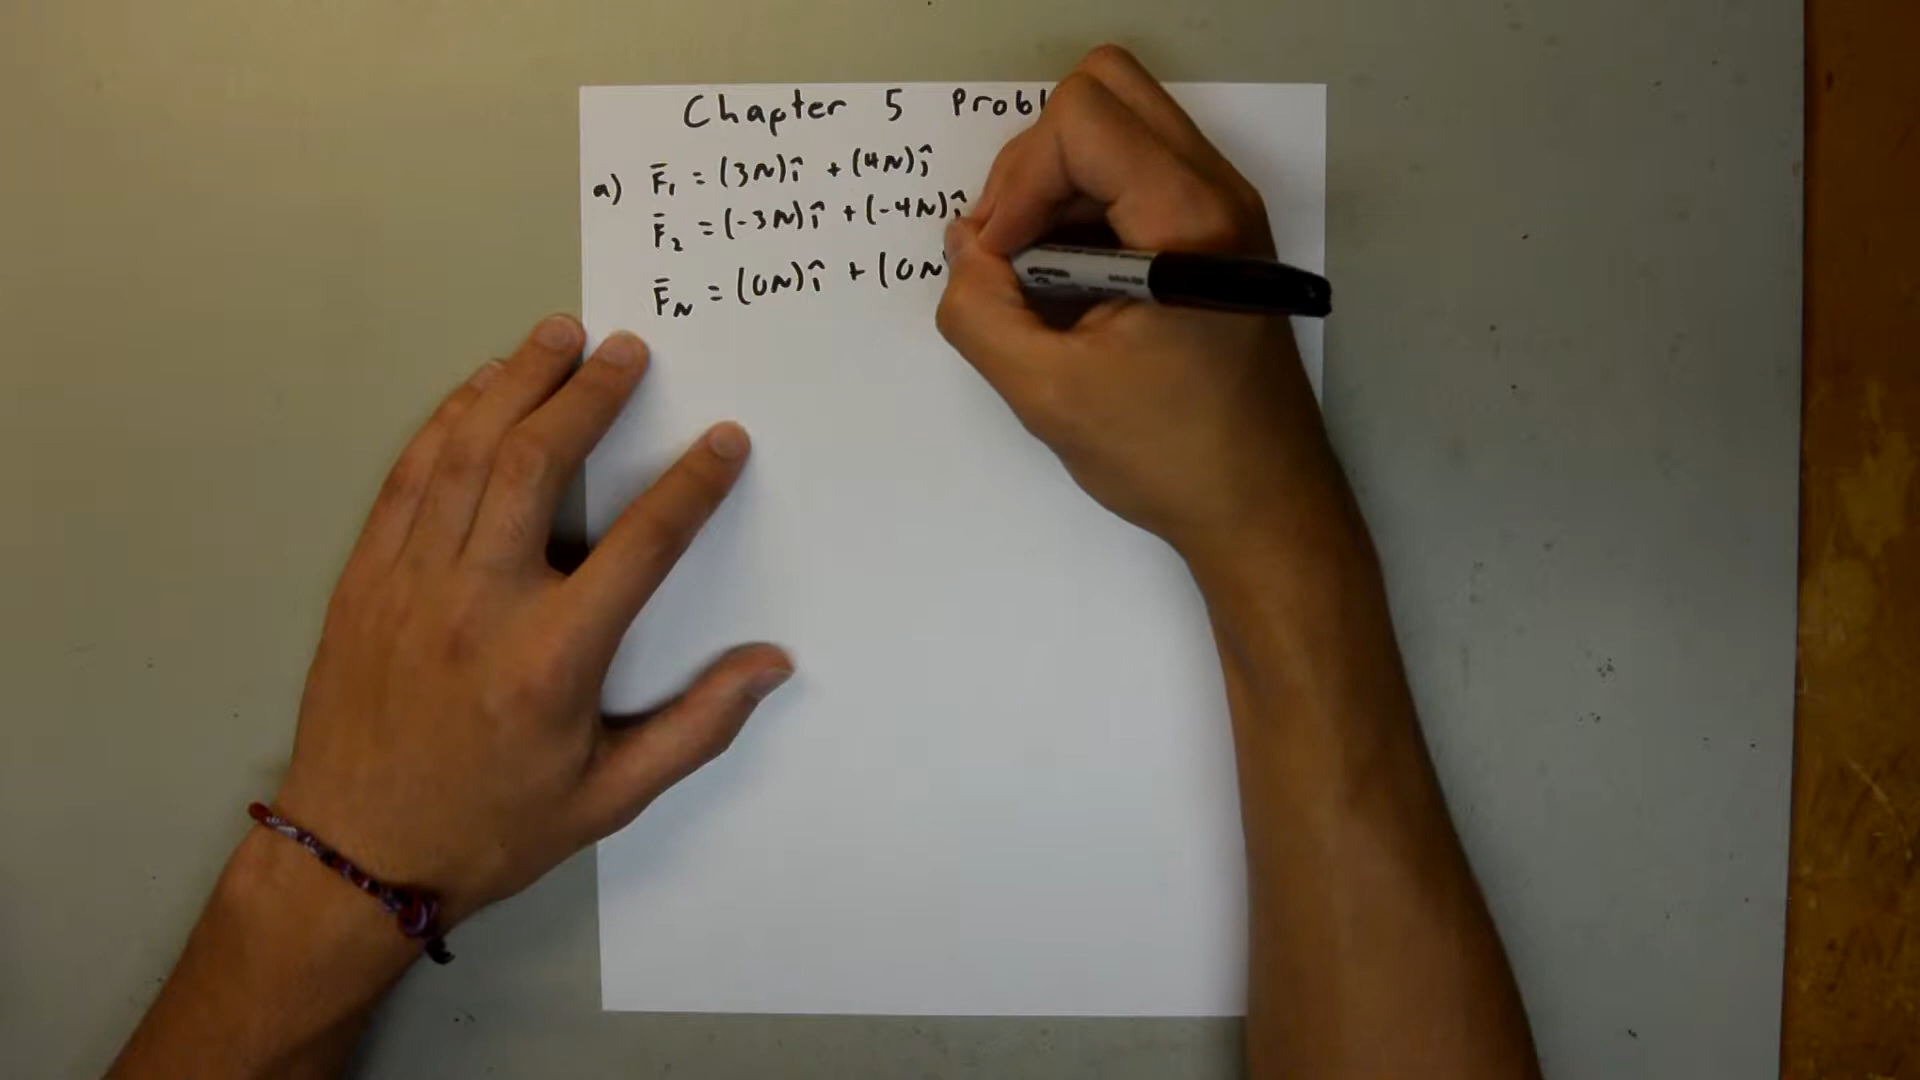 Chapter 5 Probl
a) F̄₁ = (3N)î + (4N)ĵ
F̄₂ = (-3N)î + (-4N)ĵ
F̄N = (0N)î + (0N